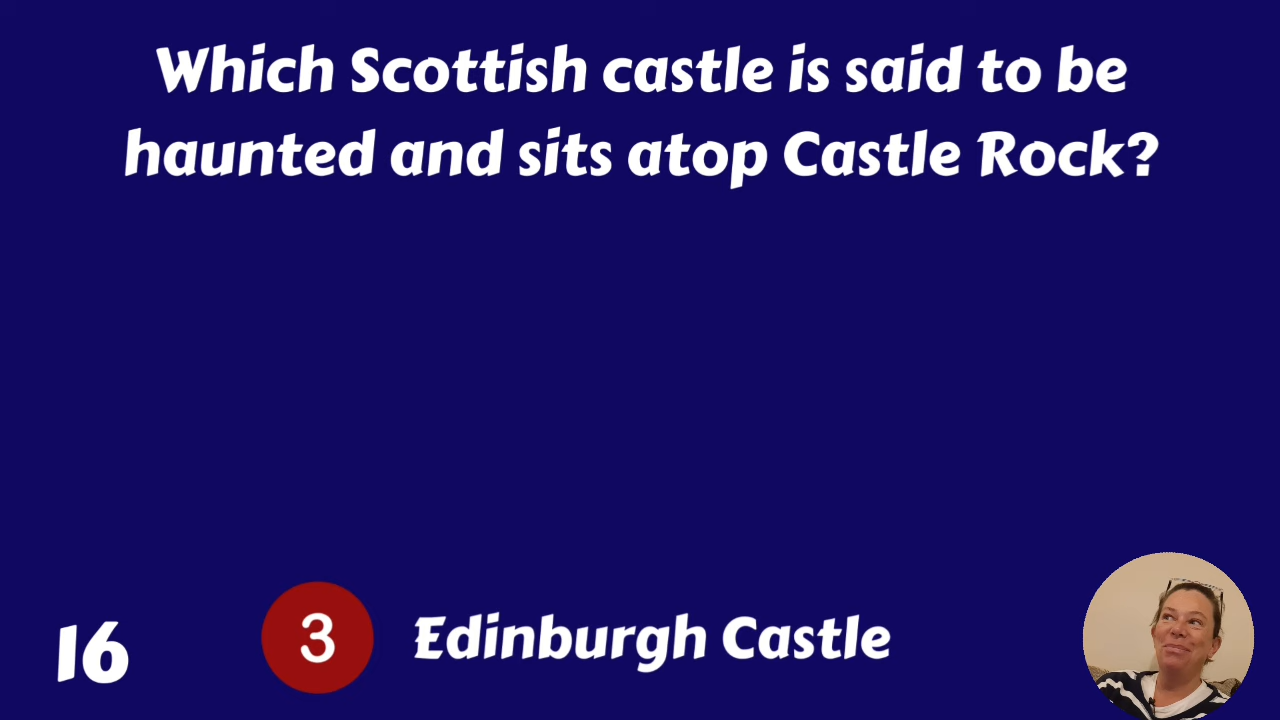 Which Scottish castle is said to be
haunted and sits atop Castle Rock?
16
3
Edinburgh Castle